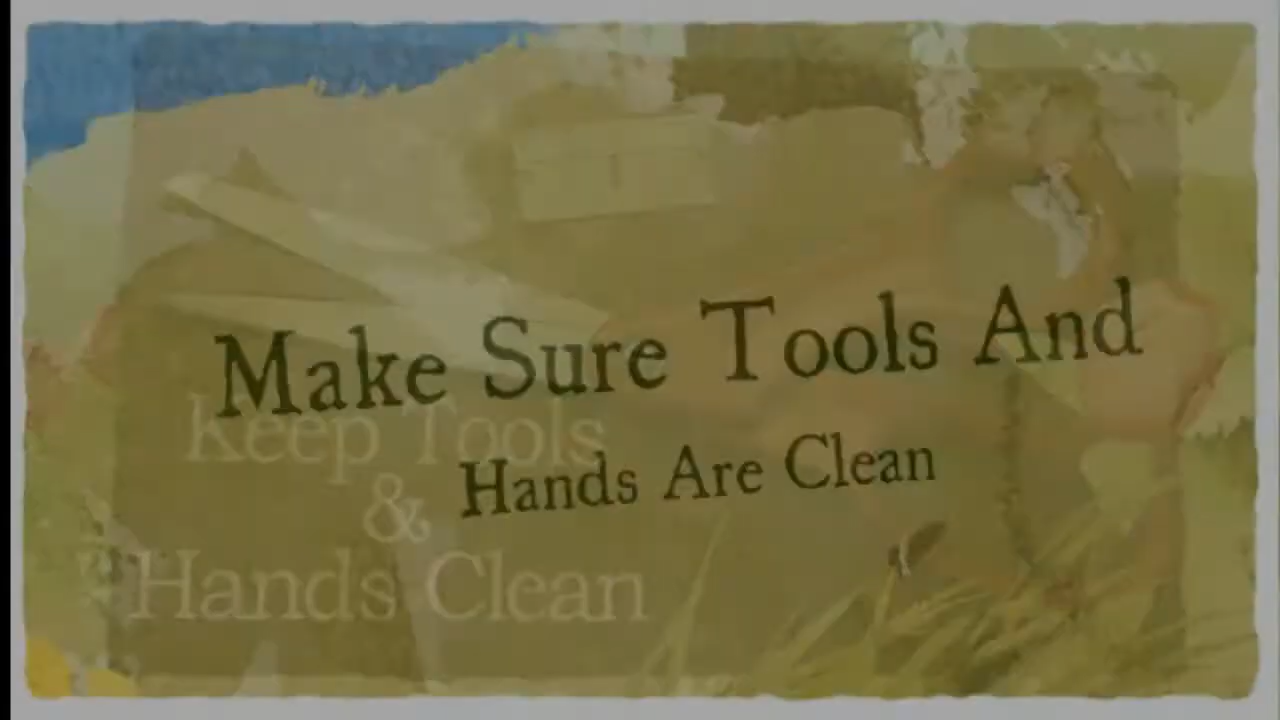 Make Sure Tools And
Hands Are Clean
Keep Tools
&
Hands Clean